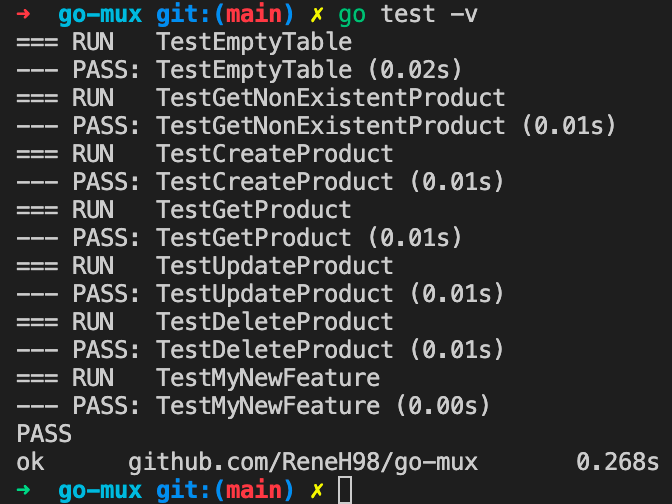 ➜  go-mux git:(main) ✗ go test -v
=== RUN   TestEmptyTable
--- PASS: TestEmptyTable (0.02s)
=== RUN   TestGetNonExistentProduct
--- PASS: TestGetNonExistentProduct (0.01s)
=== RUN   TestCreateProduct
--- PASS: TestCreateProduct (0.01s)
=== RUN   TestGetProduct
--- PASS: TestGetProduct (0.01s)
=== RUN   TestUpdateProduct
--- PASS: TestUpdateProduct (0.01s)
=== RUN   TestDeleteProduct
--- PASS: TestDeleteProduct (0.01s)
=== RUN   TestMyNewFeature
--- PASS: TestMyNewFeature (0.00s)
PASS
ok      github.com/ReneH98/go-mux       0.268s
➜  go-mux git:(main) ✗